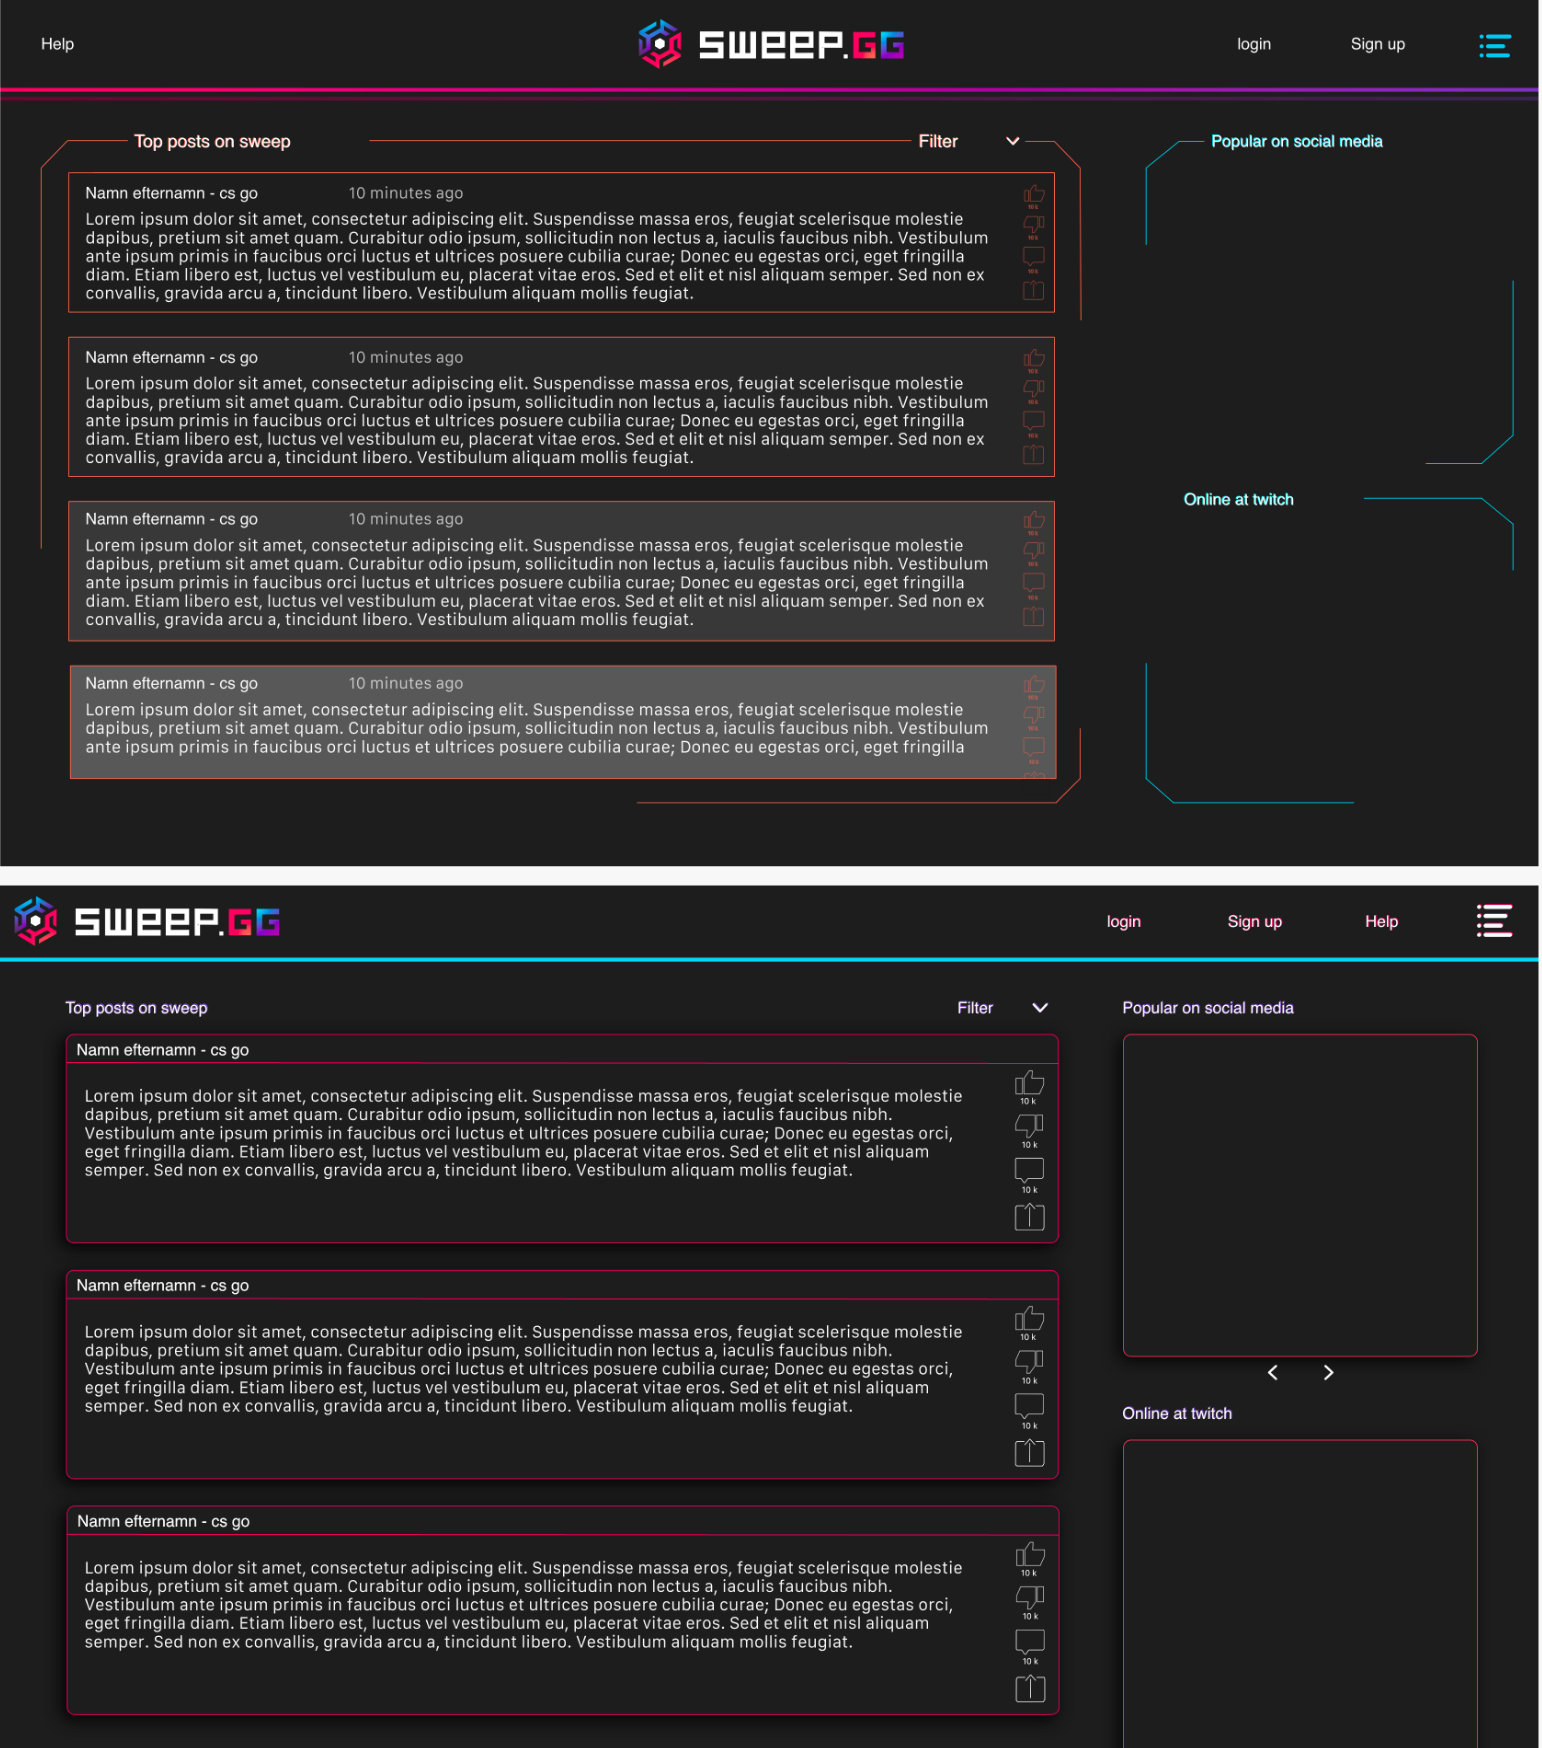 Help
SWEEP.GG
login
Sign up
Top posts on sweep
Filter
Popular on social media
Namn efternamn - cs go 10 minutes ago
Lorem ipsum dolor sit amet, consectetur adipiscing elit. Suspendisse massa eros, feugiat scelerisque molestie
dapibus, pretium sit amet quam. Curabitur odio ipsum, sollicitudin non lectus a, iaculis faucibus nibh. Vestibulum
ante ipsum primis in faucibus orci luctus et ultrices posuere cubilia curae; Donec eu egestas orci, eget fringilla
diam. Etiam libero est, luctus vel vestibulum eu, placerat vitae eros. Sed et elit et nisl aliquam semper. Sed non ex
convallis, gravida arcu a, tincidunt libero. Vestibulum aliquam mollis feugiat.
Namn efternamn - cs go 10 minutes ago
Lorem ipsum dolor sit amet, consectetur adipiscing elit. Suspendisse massa eros, feugiat scelerisque molestie
dapibus, pretium sit amet quam. Curabitur odio ipsum, sollicitudin non lectus a, iaculis faucibus nibh. Vestibulum
ante ipsum primis in faucibus orci luctus et ultrices posuere cubilia curae; Donec eu egestas orci, eget fringilla
diam. Etiam libero est, luctus vel vestibulum eu, placerat vitae eros. Sed et elit et nisl aliquam semper. Sed non ex
convallis, gravida arcu a, tincidunt libero. Vestibulum aliquam mollis feugiat.
Namn efternamn - cs go 10 minutes ago
Lorem ipsum dolor sit amet, consectetur adipiscing elit. Suspendisse massa eros, feugiat scelerisque molestie
dapibus, pretium sit amet quam. Curabitur odio ipsum, sollicitudin non lectus a, iaculis faucibus nibh. Vestibulum
ante ipsum primis in faucibus orci luctus et ultrices posuere cubilia curae; Donec eu egestas orci, eget fringilla
diam. Etiam libero est, luctus vel vestibulum eu, placerat vitae eros. Sed et elit et nisl aliquam semper. Sed non ex
convallis, gravida arcu a, tincidunt libero. Vestibulum aliquam mollis feugiat.
Namn efternamn - cs go 10 minutes ago
Lorem ipsum dolor sit amet, consectetur adipiscing elit. Suspendisse massa eros, feugiat scelerisque molestie
dapibus, pretium sit amet quam. Curabitur odio ipsum, sollicitudin non lectus a, iaculis faucibus nibh. Vestibulum
ante ipsum primis in faucibus orci luctus et ultrices posuere cubilia curae; Donec eu egestas orci, eget fringilla
Online at twitch
SWEEP.GG
login
Sign up
Help
Top posts on sweep
Filter
Namn efternamn - cs go
Lorem ipsum dolor sit amet, consectetur adipiscing elit. Suspendisse massa eros, feugiat scelerisque molestie
dapibus, pretium sit amet quam. Curabitur odio ipsum, sollicitudin non lectus a, iaculis faucibus nibh.
Vestibulum ante ipsum primis in faucibus orci luctus et ultrices posuere cubilia curae; Donec eu egestas orci,
eget fringilla diam. Etiam libero est, luctus vel vestibulum eu, placerat vitae eros. Sed et elit et nisl aliquam
semper. Sed non ex convallis, gravida arcu a, tincidunt libero. Vestibulum aliquam mollis feugiat.
10 k
10 k
10 k
Namn efternamn - cs go
Lorem ipsum dolor sit amet, consectetur adipiscing elit. Suspendisse massa eros, feugiat scelerisque molestie
dapibus, pretium sit amet quam. Curabitur odio ipsum, sollicitudin non lectus a, iaculis faucibus nibh.
Vestibulum ante ipsum primis in faucibus orci luctus et ultrices posuere cubilia curae; Donec eu egestas orci,
eget fringilla diam. Etiam libero est, luctus vel vestibulum eu, placerat vitae eros. Sed et elit et nisl aliquam
semper. Sed non ex convallis, gravida arcu a, tincidunt libero. Vestibulum aliquam mollis feugiat.
10 k
10 k
10 k
Namn efternamn - cs go
Lorem ipsum dolor sit amet, consectetur adipiscing elit. Suspendisse massa eros, feugiat scelerisque molestie
dapibus, pretium sit amet quam. Curabitur odio ipsum, sollicitudin non lectus a, iaculis faucibus nibh.
Vestibulum ante ipsum primis in faucibus orci luctus et ultrices posuere cubilia curae; Donec eu egestas orci,
eget fringilla diam. Etiam libero est, luctus vel vestibulum eu, placerat vitae eros. Sed et elit et nisl aliquam
semper. Sed non ex convallis, gravida arcu a, tincidunt libero. Vestibulum aliquam mollis feugiat.
10 k
10 k
10 k
Popular on social media
Online at twitch